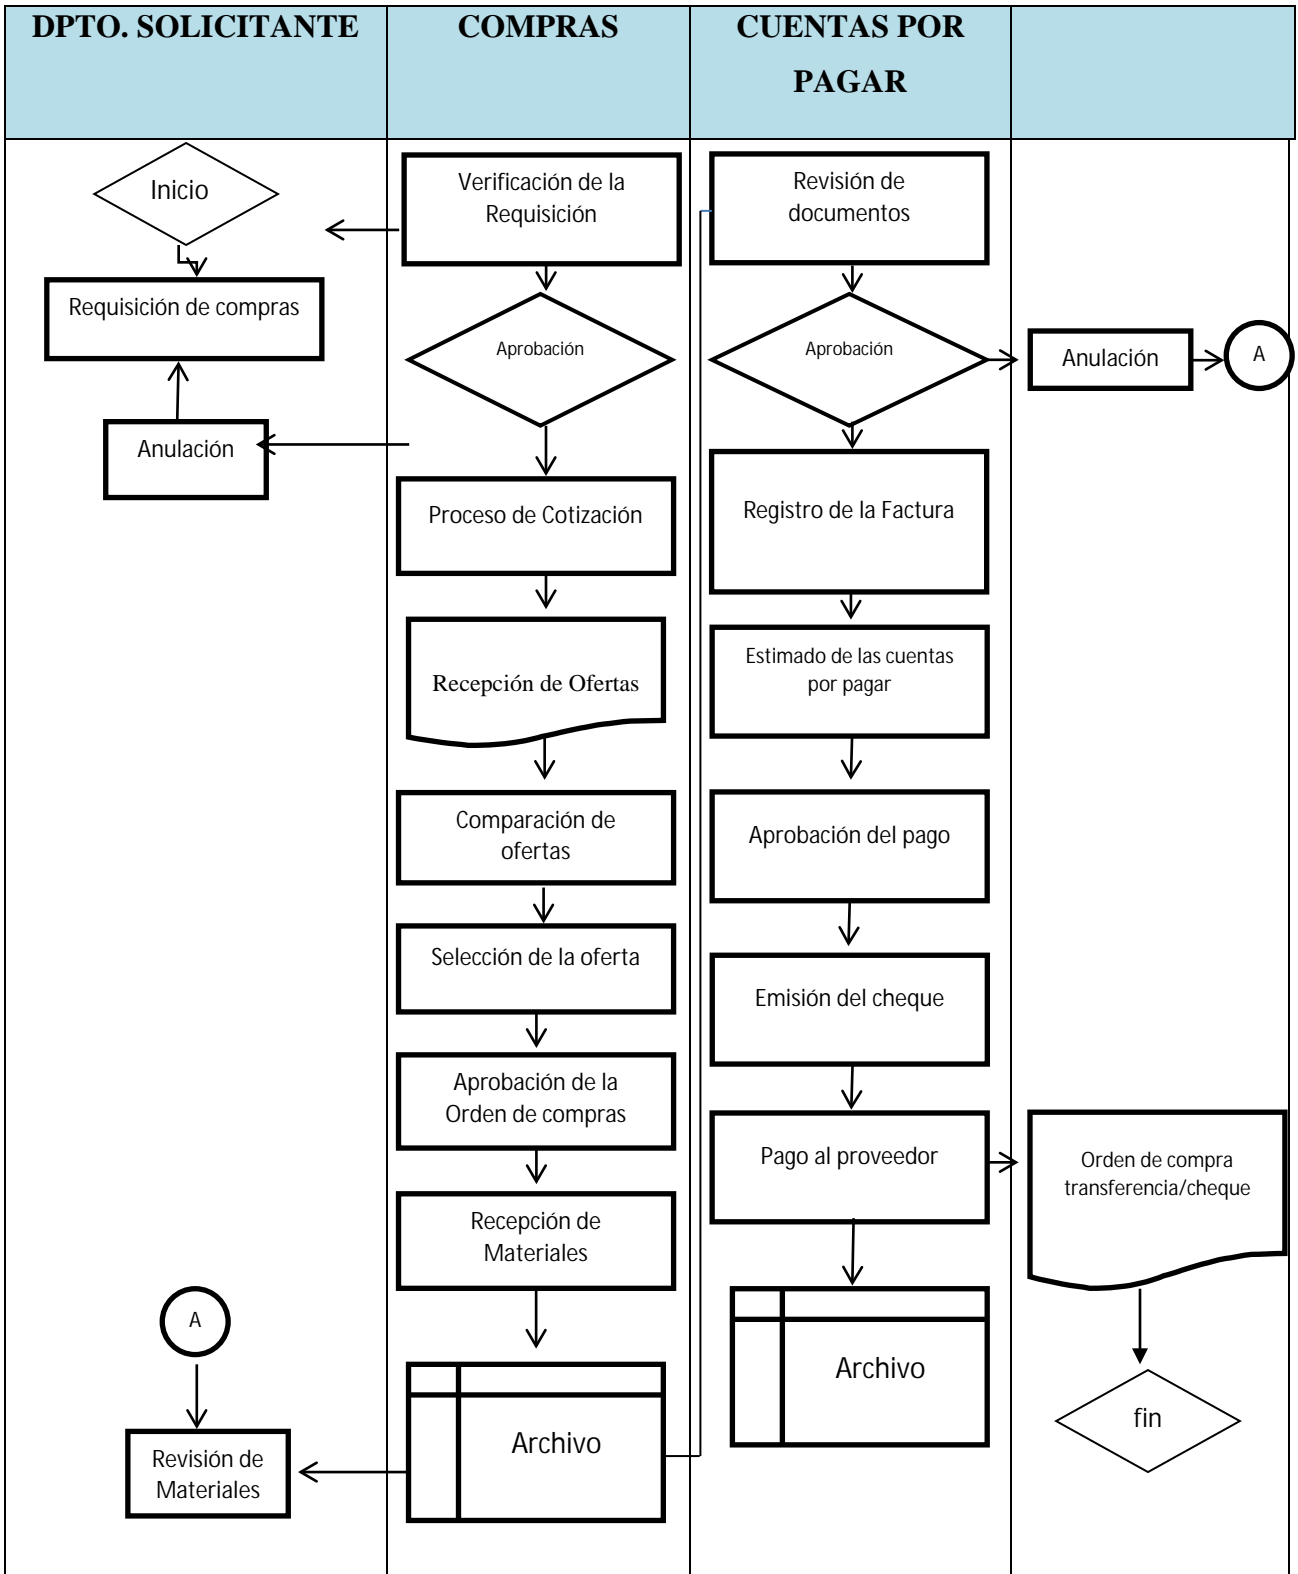 DPTO. SOLICITANTE
COMPRAS
CUENTAS POR
PAGAR
Inicio
Requisición de compras
Anulación
A
Revisión de
Materiales
Verificación de la
Requisición
Aprobación
Proceso de Cotización
Recepción de Ofertas
Comparación de
ofertas
Selección de la oferta
Aprobación de la
Orden de compras
Recepción de
Materiales
Archivo
Revisión de
documentos
Aprobación
Registro de la Factura
Estimado de las cuentas
por pagar
Aprobación del pago
Emisión del cheque
Pago al proveedor
Archivo
Anulación
A
Orden de compra
transferencia/cheque
fin